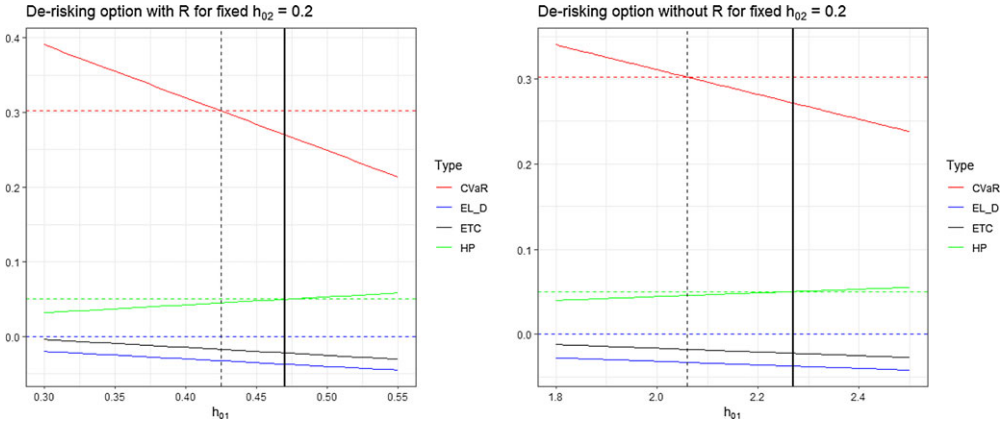 De-risking option with R for fixed h02 = 0.2
0.4
0.3
0.2
0.1
0.0
0.30 0.35 0.40 0.45 0.50 0.55
h01
Type
CVaR
EL_D
ETC
HP
De-risking option without R for fixed h02 = 0.2
0.3
0.2
0.1
0.0
1.8 2.0 2.2 2.4
h01
Type
CVaR
EL_D
ETC
HP